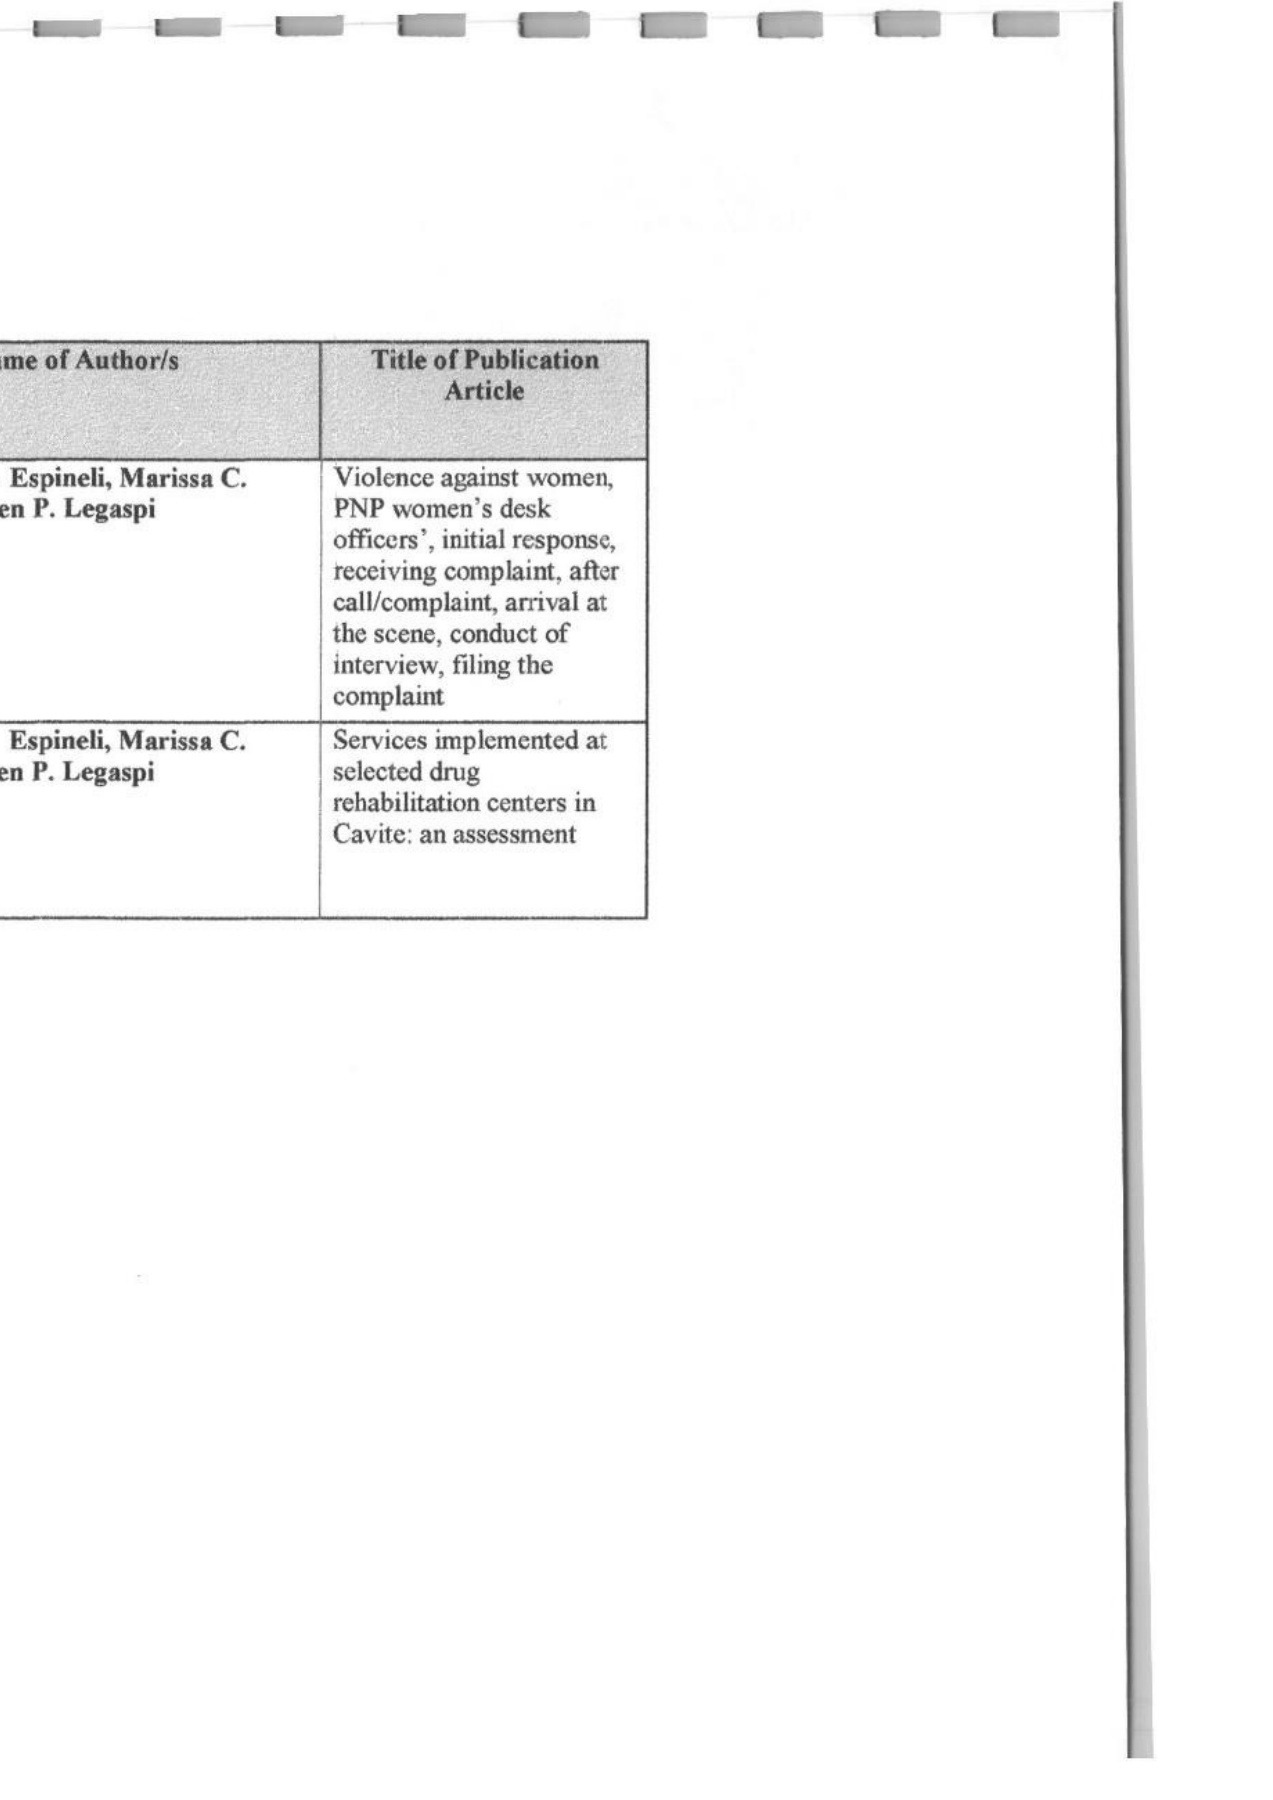 me of Author/s
Title of Publication
Article
Espineli, Marissa C.
en P. Legaspi
Violence against women,
PNP women's desk
officers', initial response,
receiving complaint, after
call/complaint, arrival at
the scene, conduct of
interview, filing the
complaint
Espineli, Marissa C.
en P. Legaspi
Services implemented at
selected drug
rehabilitation centers in
Cavite: an assessment